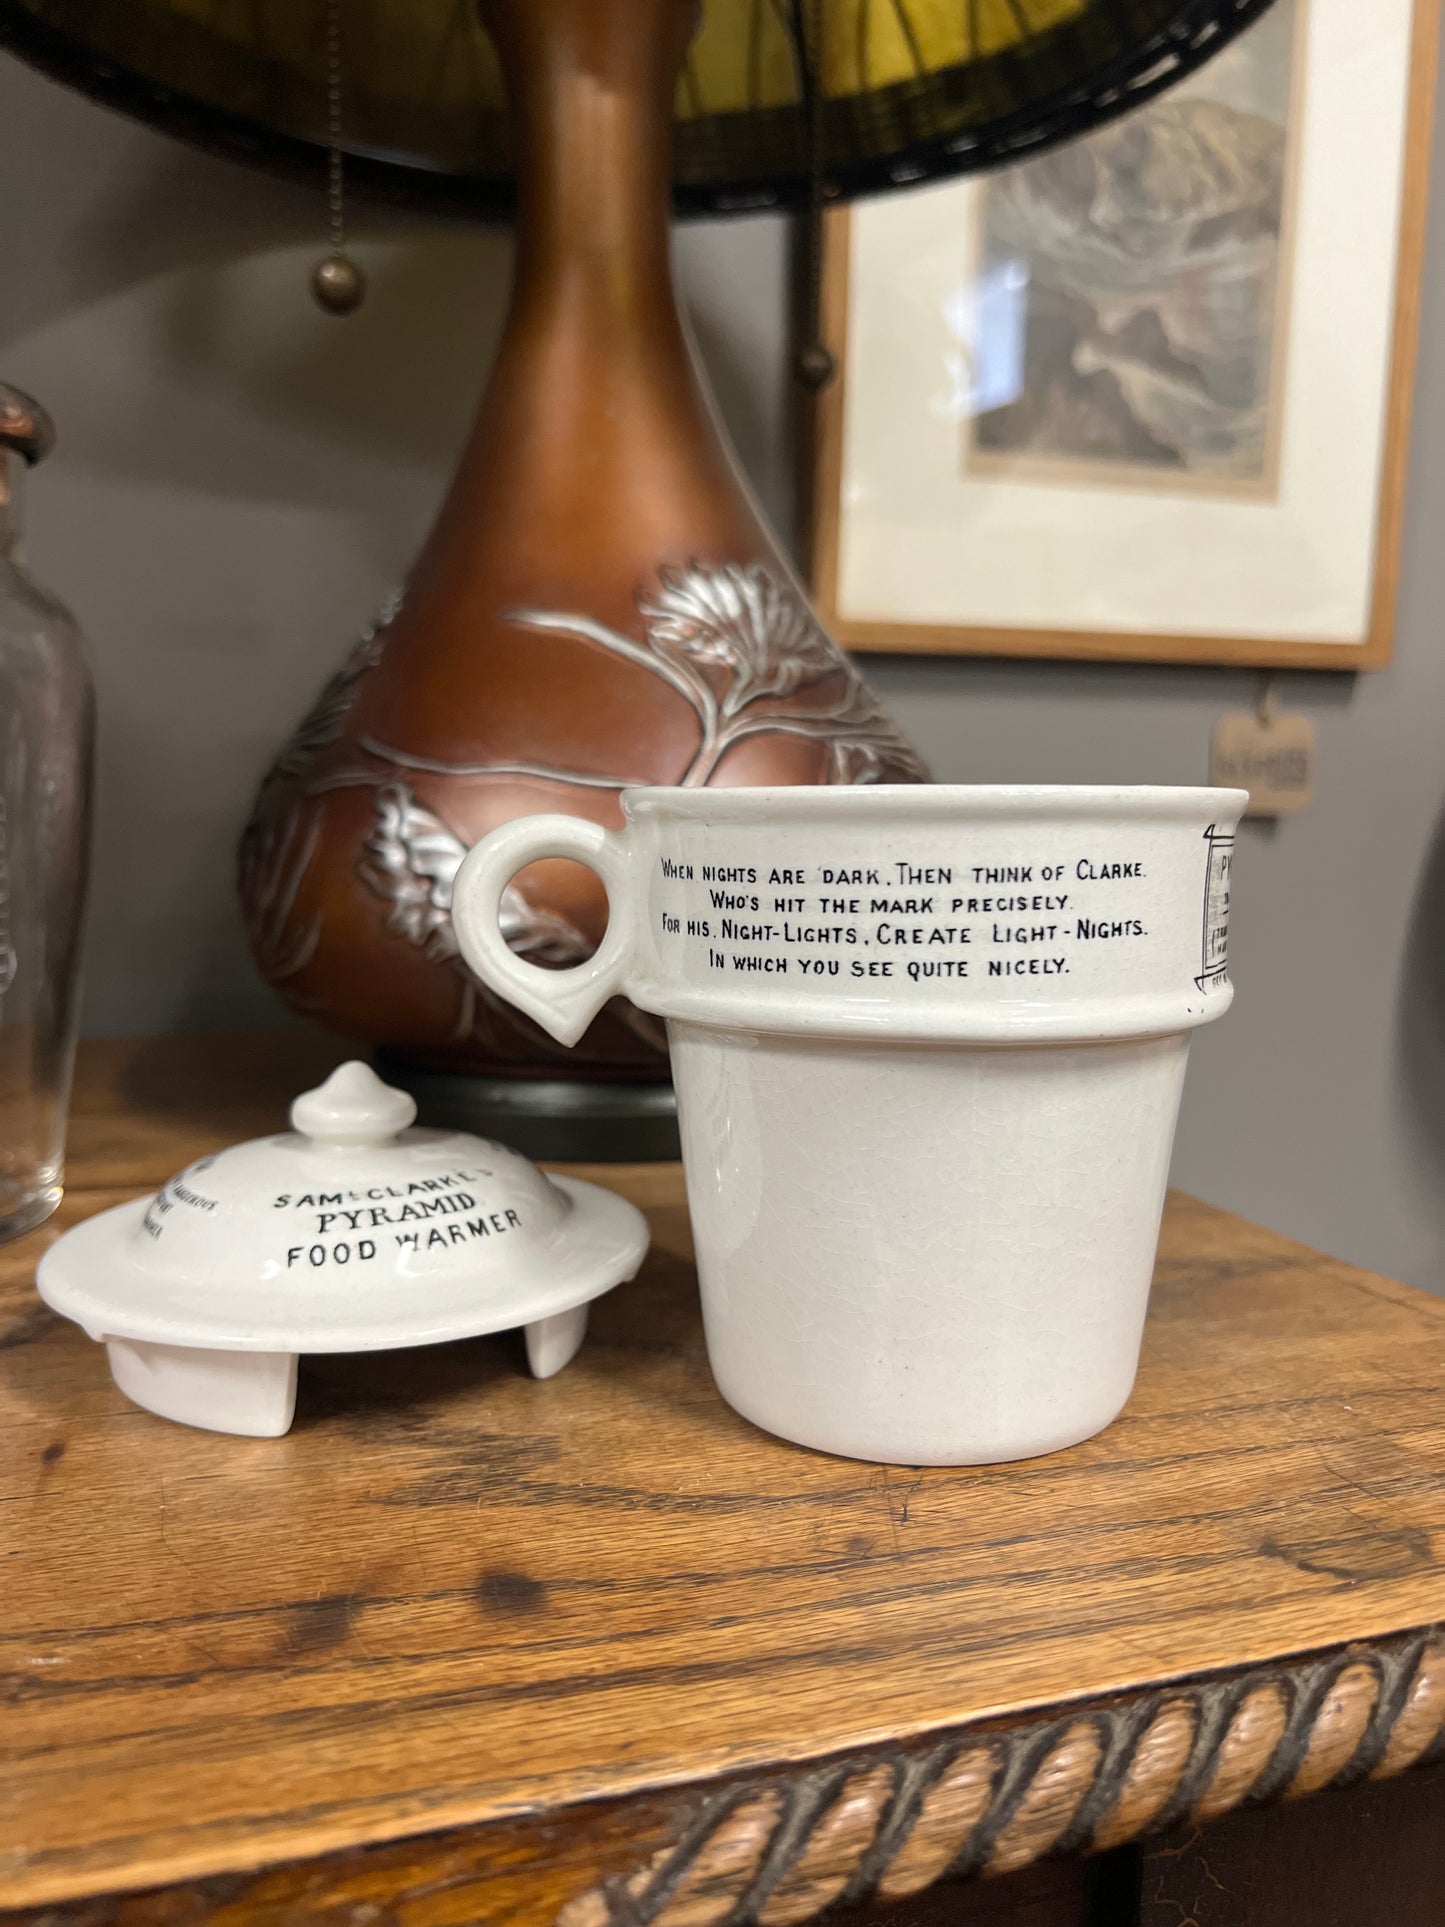 WHEN NIGHTS ARE DARK, THEN THINK OF CLARKE.
WHO'S HIT THE MARK PRECISELY.
FOR HIS, NIGHT-LIGHTS, CREATE LIGHT-NIGHTS.
IN WHICH YOU SEE QUITE NICELY.
SAML CLARKE'S
PYRAMID
FOOD WARMER